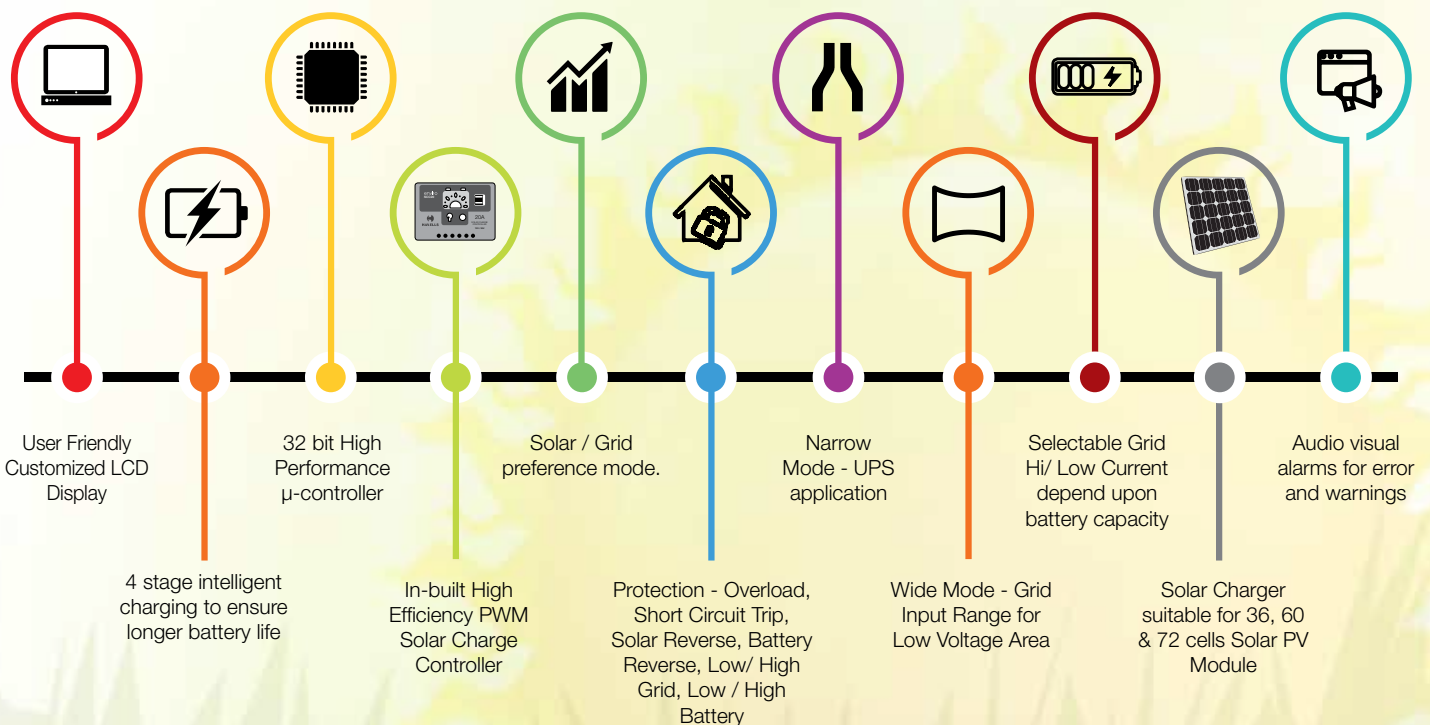 HAVELLS
20A
User Friendly
Customized LCD
Display
4 stage intelligent
charging to ensure
longer battery life
32 bit High
Performance
µ-controller
In-built High
Efficiency PWM
Solar Charge
Controller
Solar / Grid
preference mode.
Protection - Overload,
Short Circuit Trip,
Solar Reverse, Battery
Reverse, Low/ High
Grid, Low / High
Battery
Narrow
Mode - UPS
application
Wide Mode - Grid
Input Range for
Low Voltage Area
Selectable Grid
Hi/ Low Current
depend upon
battery capacity
Solar Charger
suitable for 36, 60
& 72 cells Solar PV
Module
Audio visual
alarms for error
and warnings